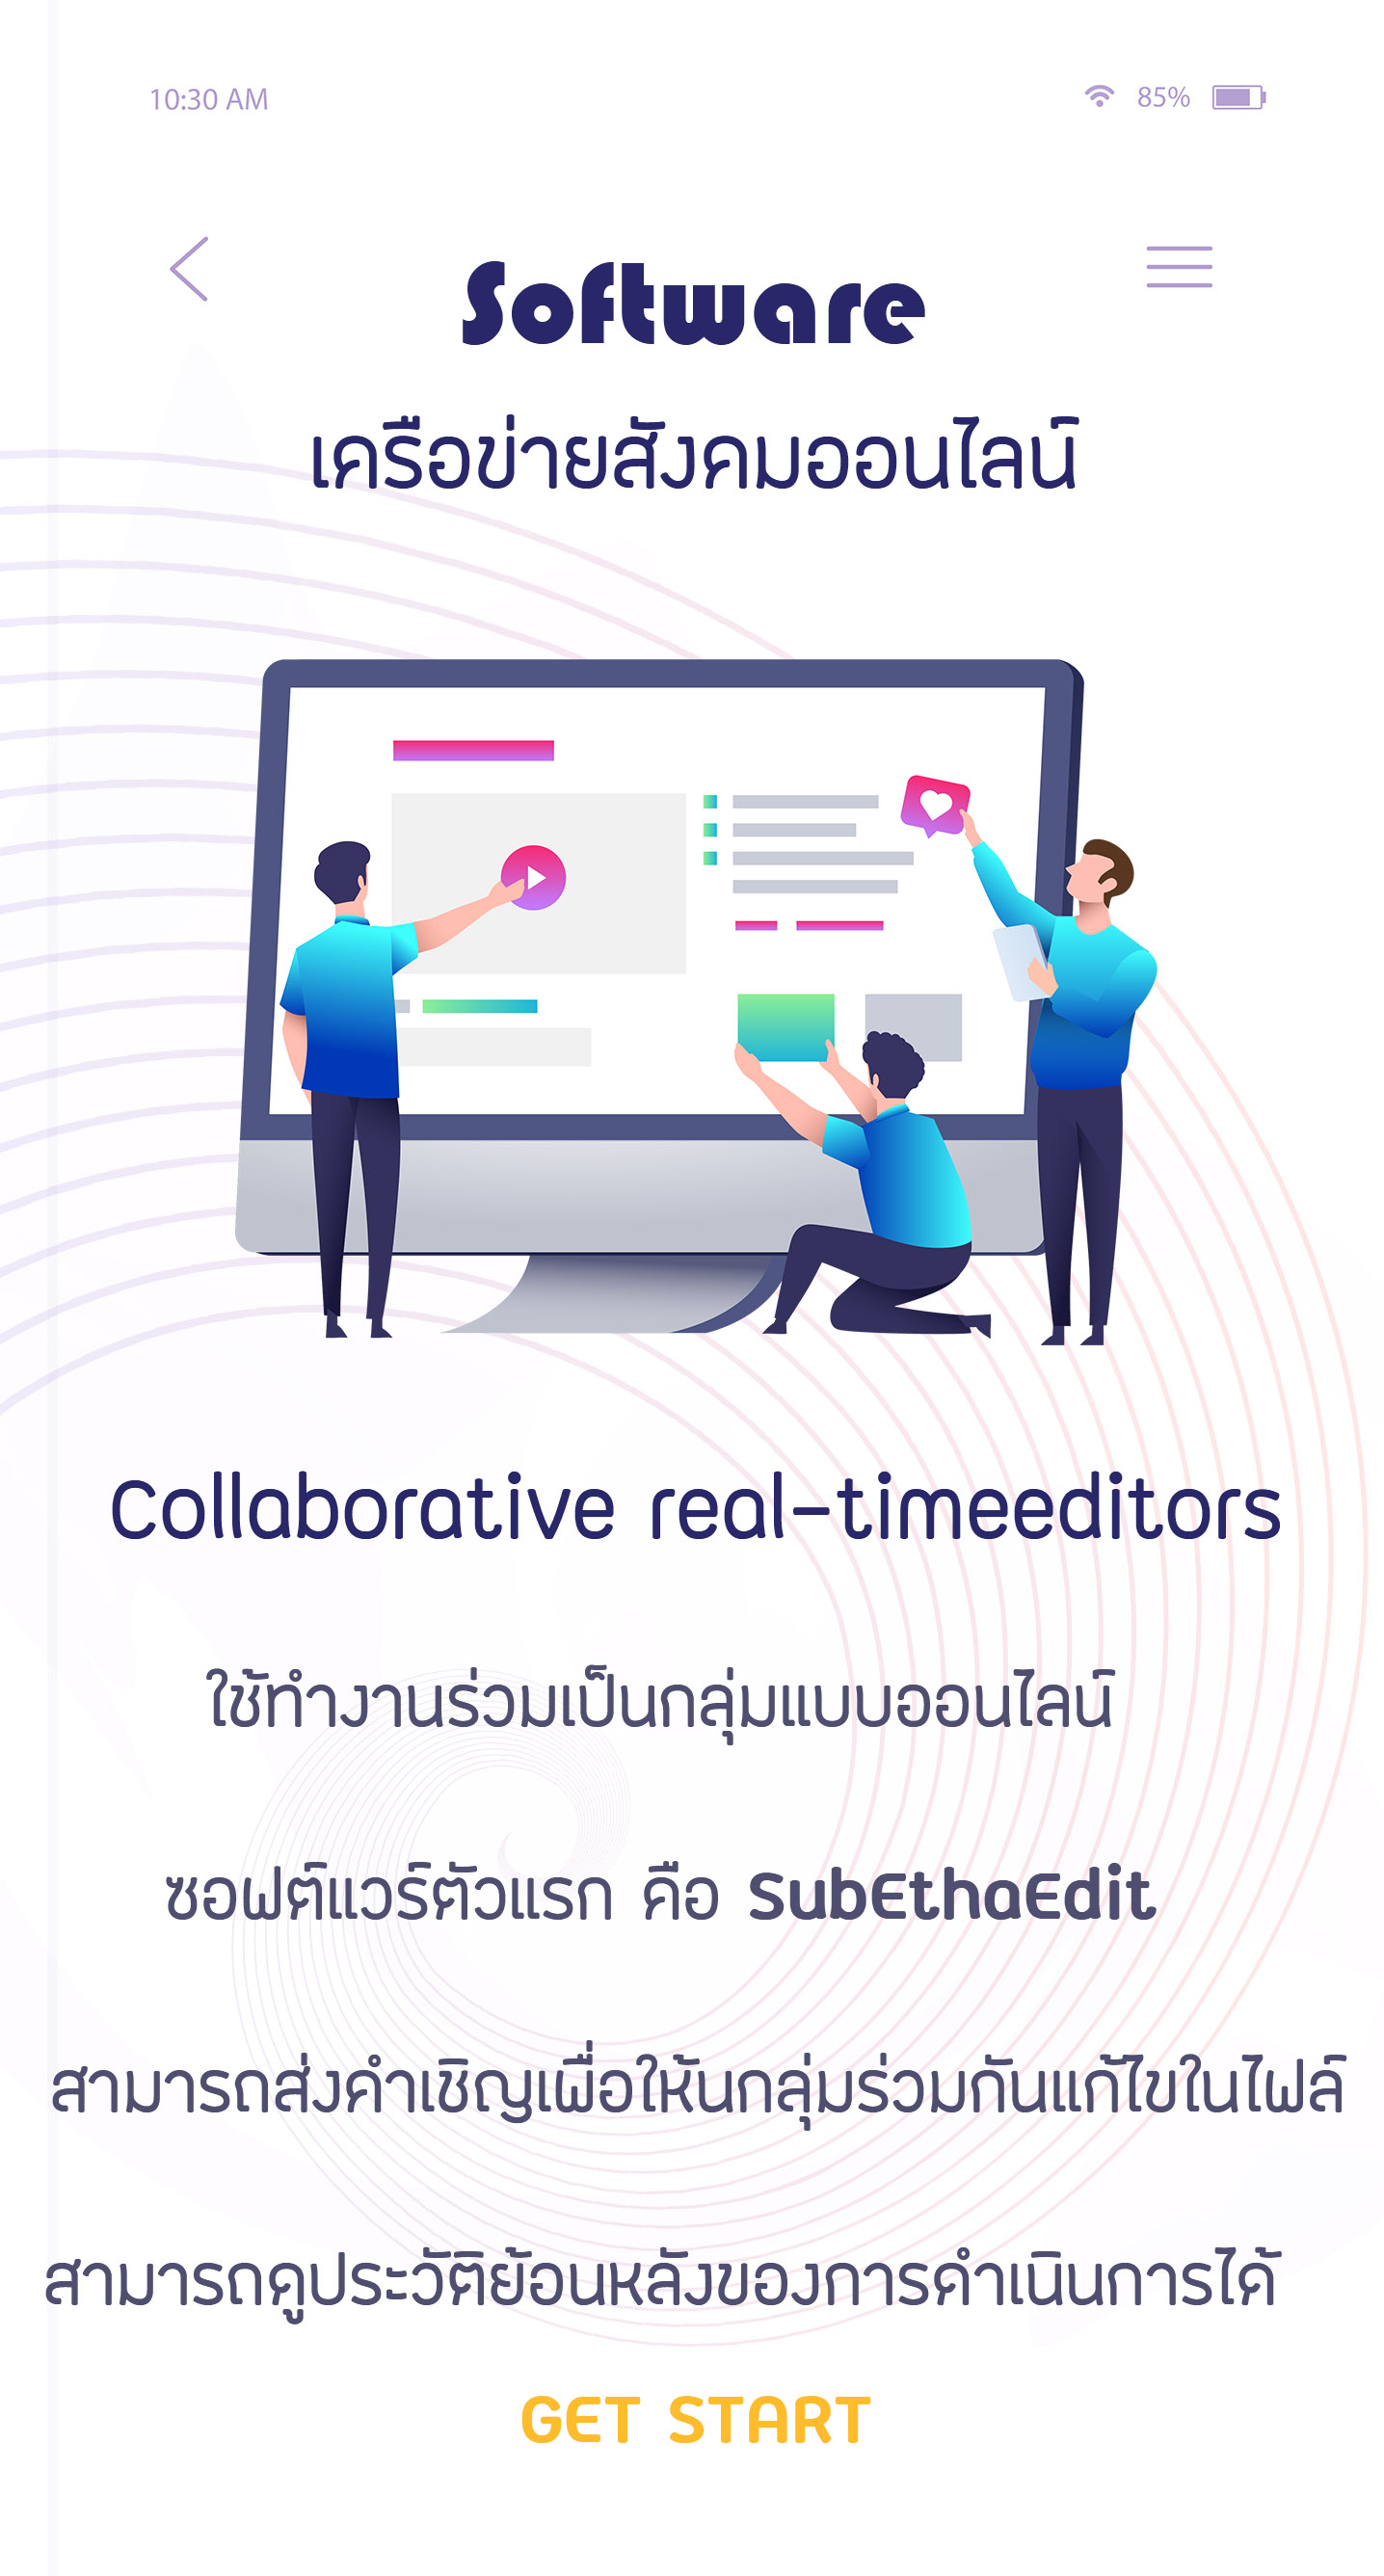 10:30 AM 85%
Software
เครือข่ายสังคมออนไลน์
Collaborative real-timeeditors
ใช้ทำงานร่วมเป็นกลุ่มแบบออนไลน์
ซอฟต์แวร์ตัวแรก คือ SubEthaEdit
สามารถส่งคำเชิญเพื่อให้นกลุ่มร่วมกันแก้ไขในไฟล์
สามารถดูประวัติย้อนหลังของการดำเนินการได้
GET START